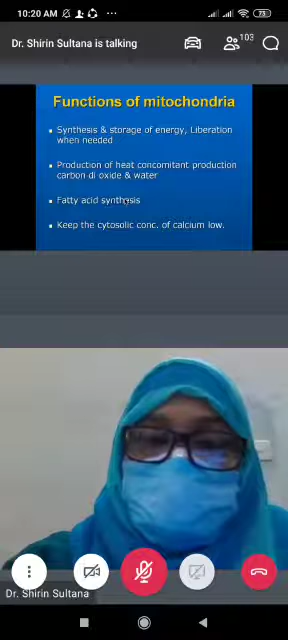 10:20 AM
73
Dr. Shirin Sultana is talking
103
Functions of mitochondria
Synthesis & storage of energy, Liberation
when needed
Production of heat concomitant production
carbon di oxide & water
Fatty acid synthesis
Keep the cytosolic conc. of calcium low.
Dr. Shirin Sultana